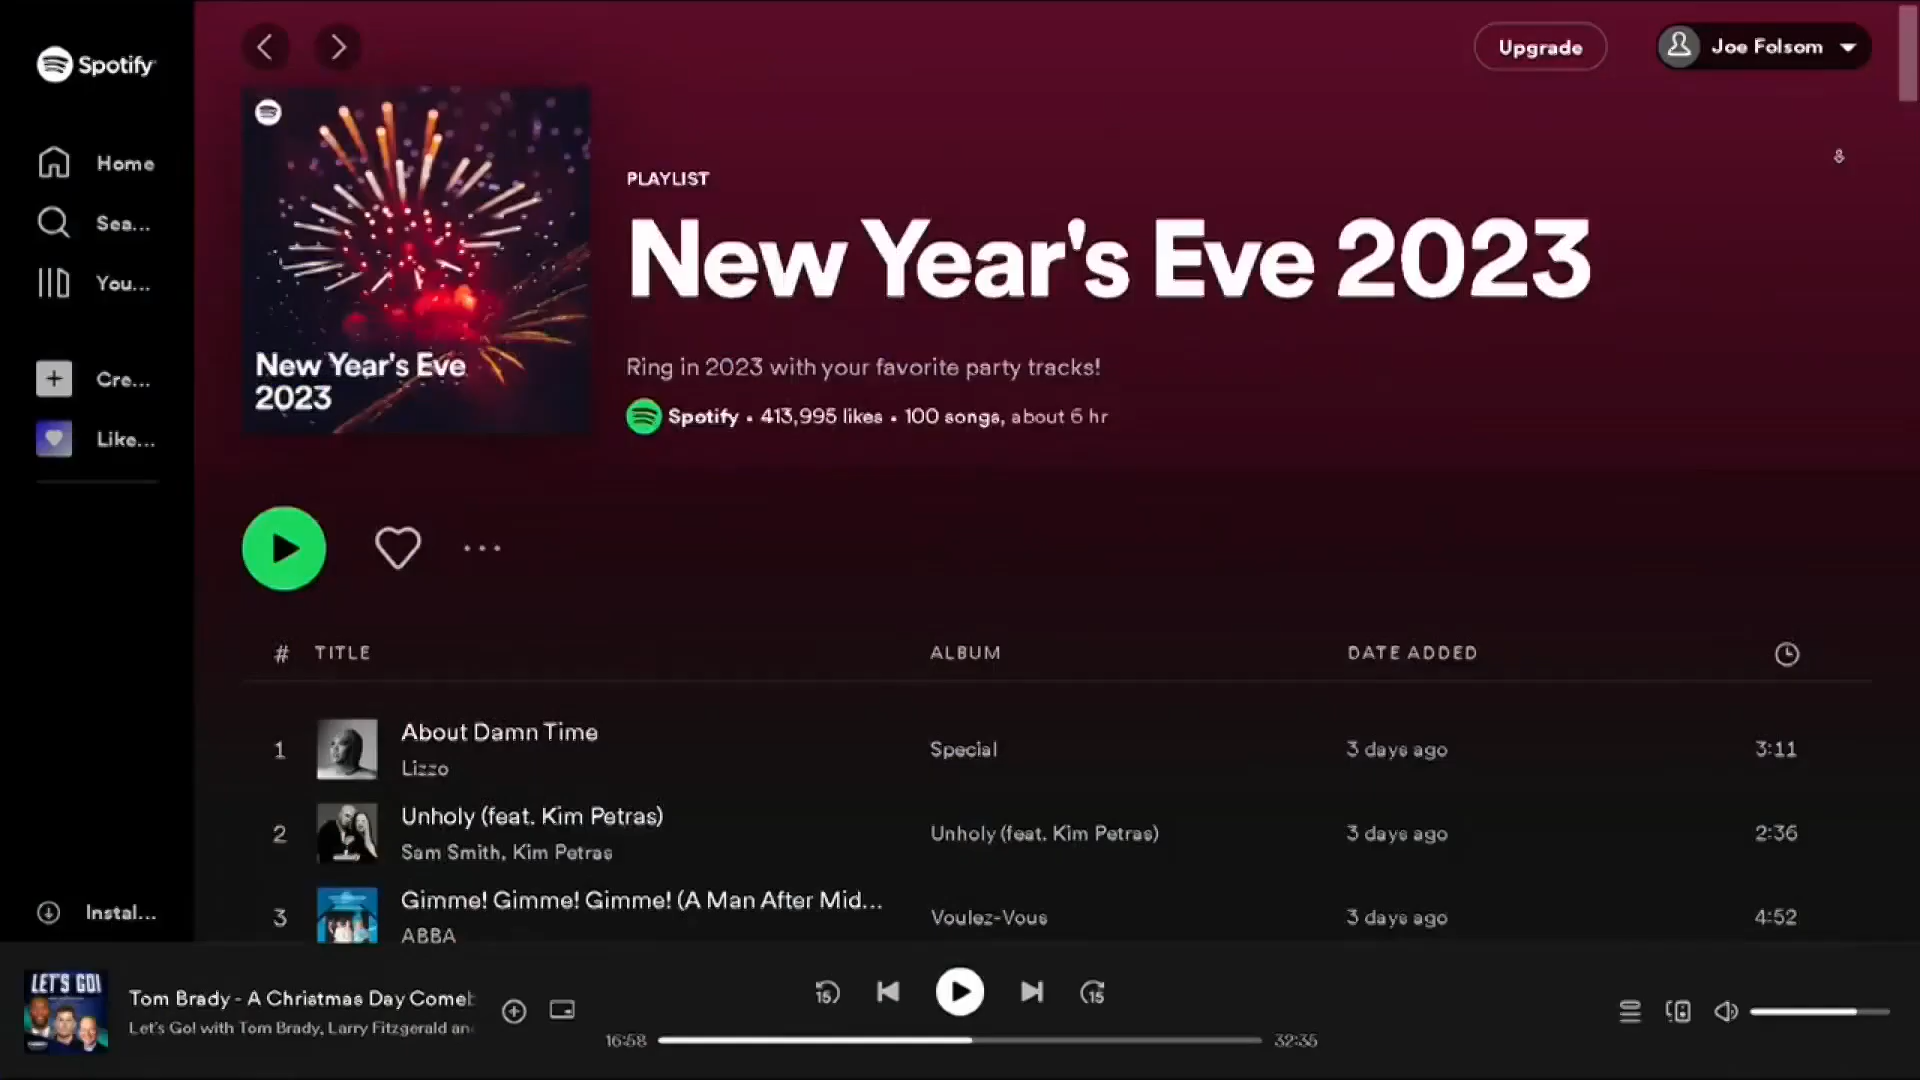 Spotify
Upgrade
Joe Folsom
Home
Sea...
You...
Cre...
Like...
Instal...
New Year's Eve
2023
PLAYLIST
New Year's Eve 2023
Ring in 2023 with your favorite party tracks!
Spotify • 413,995 likes • 100 songs, about 6 hr
# TITLE ALBUM DATE ADDED
1 About Damn Time Special 3 days ago 3:11
Lizzo
2 Unholy (feat. Kim Petras) Unholy (feat. Kim Petras) 3 days ago 2:36
Sam Smith, Kim Petras
3 Gimme! Gimme! Gimme! (A Man After Mid... Voulez-Vous 3 days ago 4:52
ABBA
LET'S GO!
Tom Brady - A Christmas Day Comeb
Let's Go! with Tom Brady, Larry Fitzgerald an
15
15
16:58
32:35